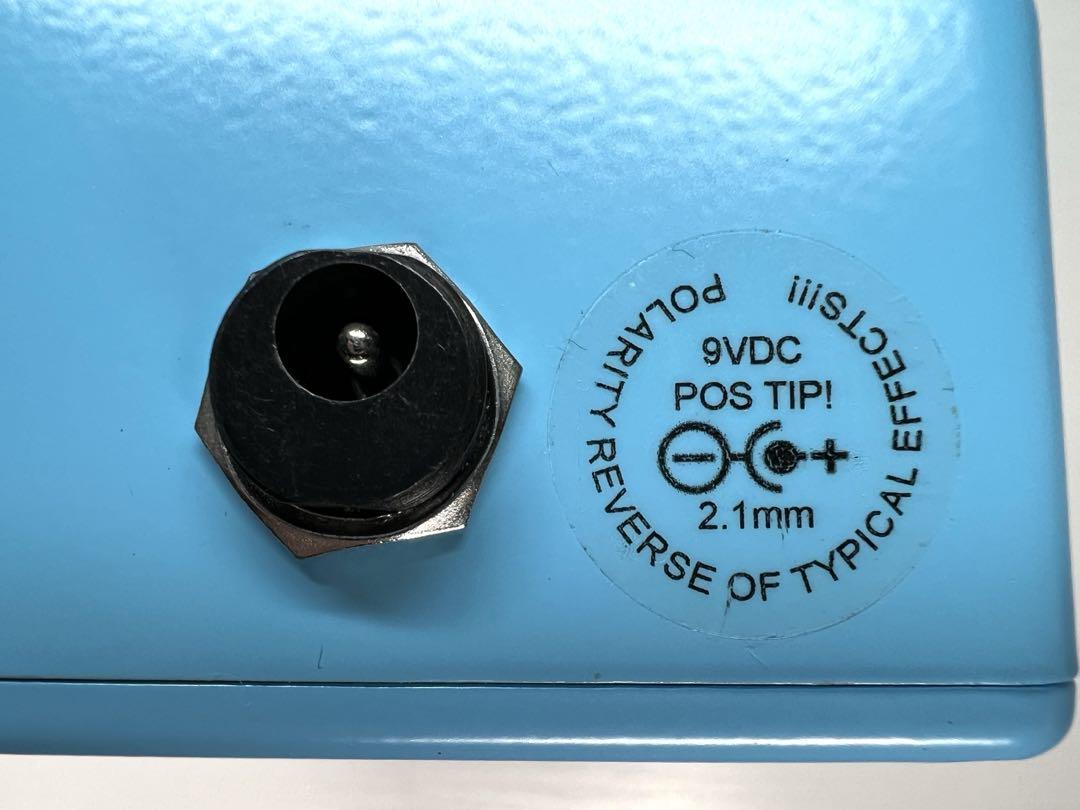 POLARITY REVERSE OF TYPICAL EFFECTS!!!
9VDC
POS TIP!
2.1mm